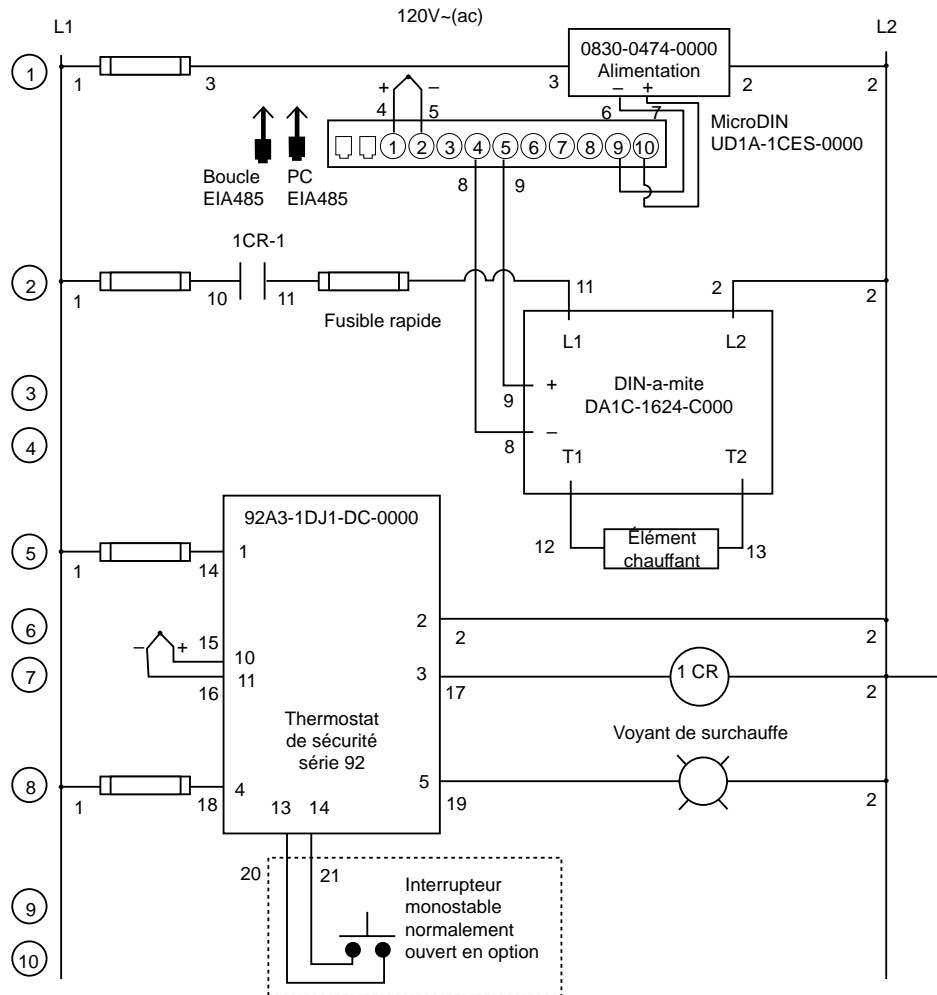 120V~(ac)
L1
L2
1
1
3
3
0830-0474-0000
Alimentation
– +
2
2
+ –
4 5
6 7
MicroDIN
UD1A-1CES-0000
1 2 3 4 5 6 7 8 9 10
Boucle
EIA485
PC
EIA485
8 9
1CR-1
2
1
10
11
Fusible rapide
11
2
2
L1
L2
3
9
+
DIN-a-mite
DA1C-1624-C000
4
8
–
T1
T2
92A3-1DJ1-DC-0000
5
1
14
1
12
Élément
chauffant
13
6
2
2
2
– +
15
10
7
16
11
3
17
1 CR
2
Thermostat
de sécurité
série 92
Voyant de surchauffe
8
1
18
4
5
19
2
13 14
20
21
Interrupteur
monostable
normalement
ouvert en option
9
10